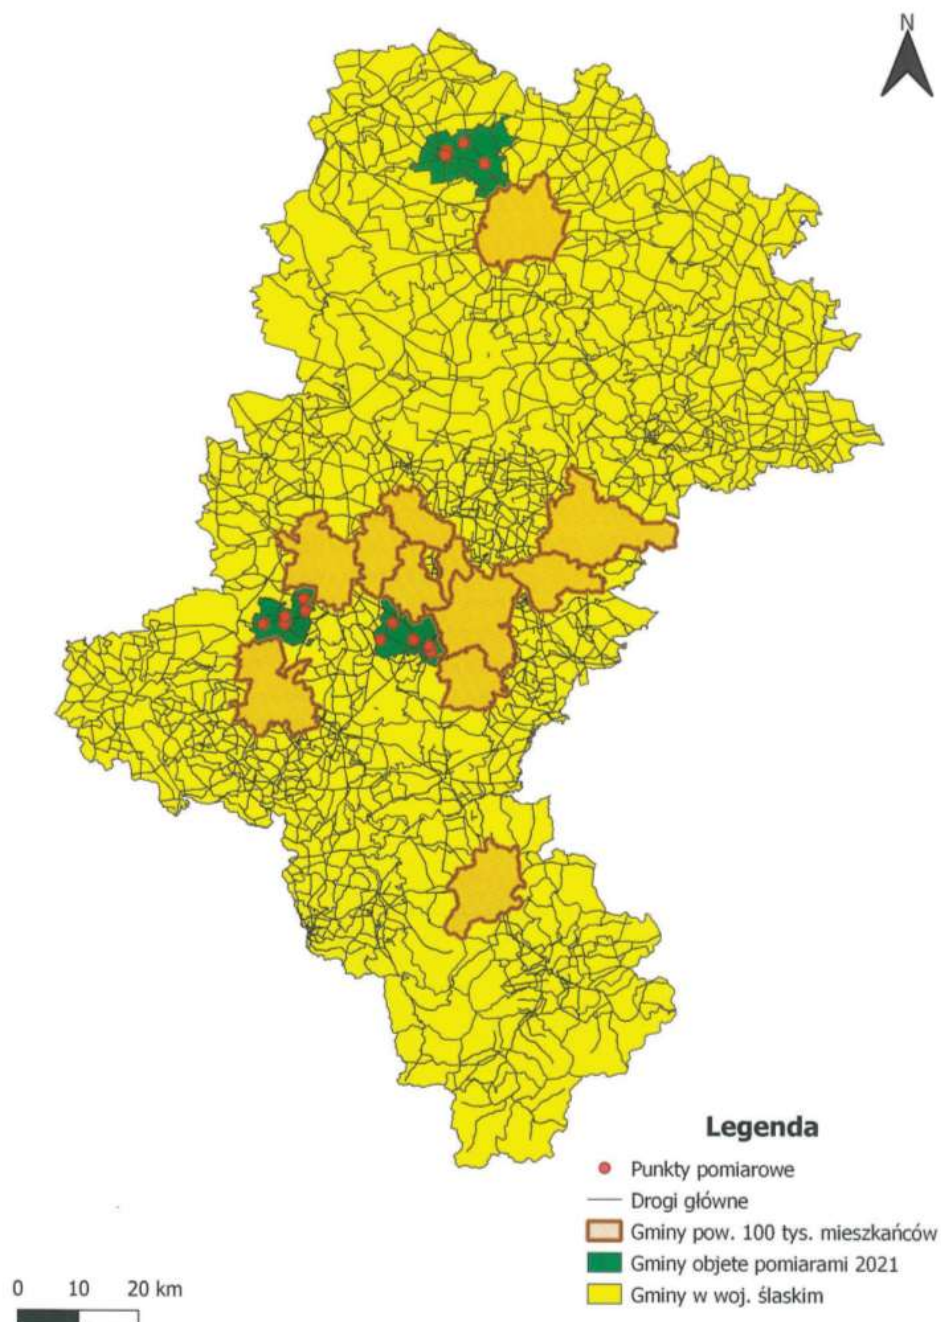 N
Legenda
Punkty pomiarowe
Drogi główne
Gminy pow. 100 tys. mieszkańców
Gminy objete pomiarami 2021
Gminy w woj. ślaskim
0 10 20 km